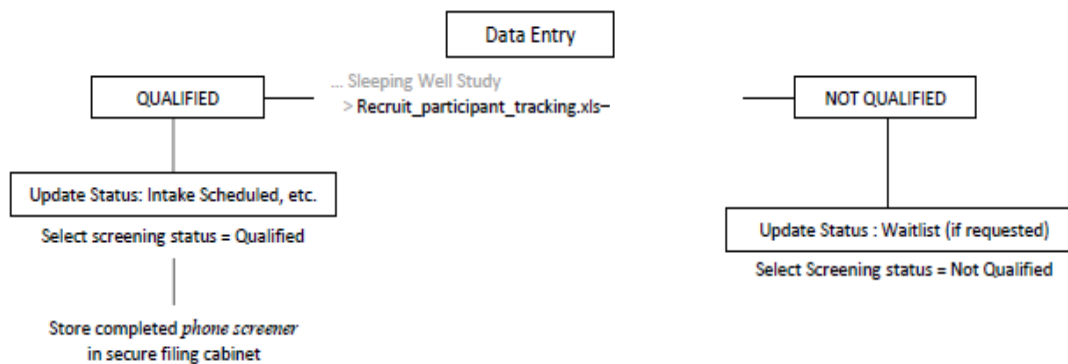 Data Entry
... Sleeping Well Study
QUALIFIED
> Recruit_participant_tracking.xls–
NOT QUALIFIED
Update Status: Intake Scheduled, etc.
Select screening status = Qualified
Update Status : Waitlist (if requested)
Select Screening status = Not Qualified
Store completed phone screener
in secure filing cabinet